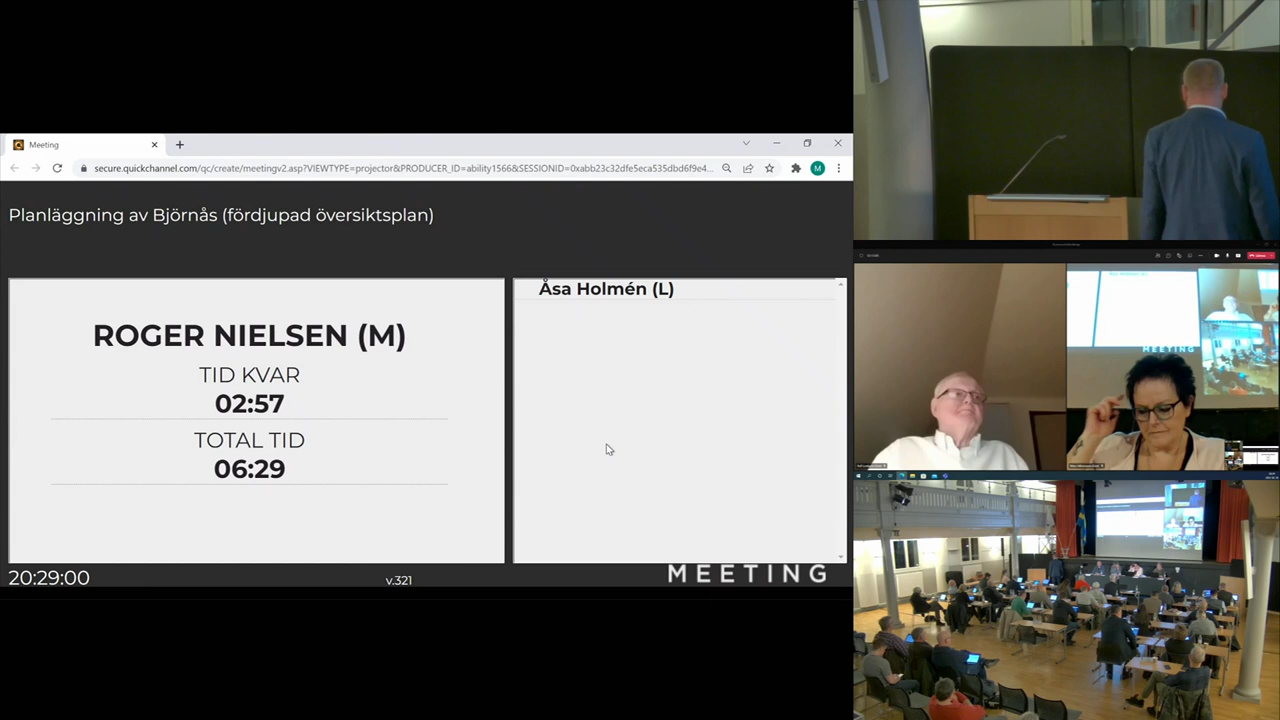 Meeting
secure.quickchannel.com/qc/create/meetingv2.asp?VIEWTYPE=projector&PRODUCER_ID=ability1566&SESSIONID=0xabb23c32dfe5eca535dbd6f9e4...
M
Planläggning av Björnås (fördjupad översiktsplan)
ROGER NIELSEN (M)
TID KVAR
02:57
TOTAL TID
06:29
Åsa Holmén (L)
20:29:00
v.321
MEETING
MEETING